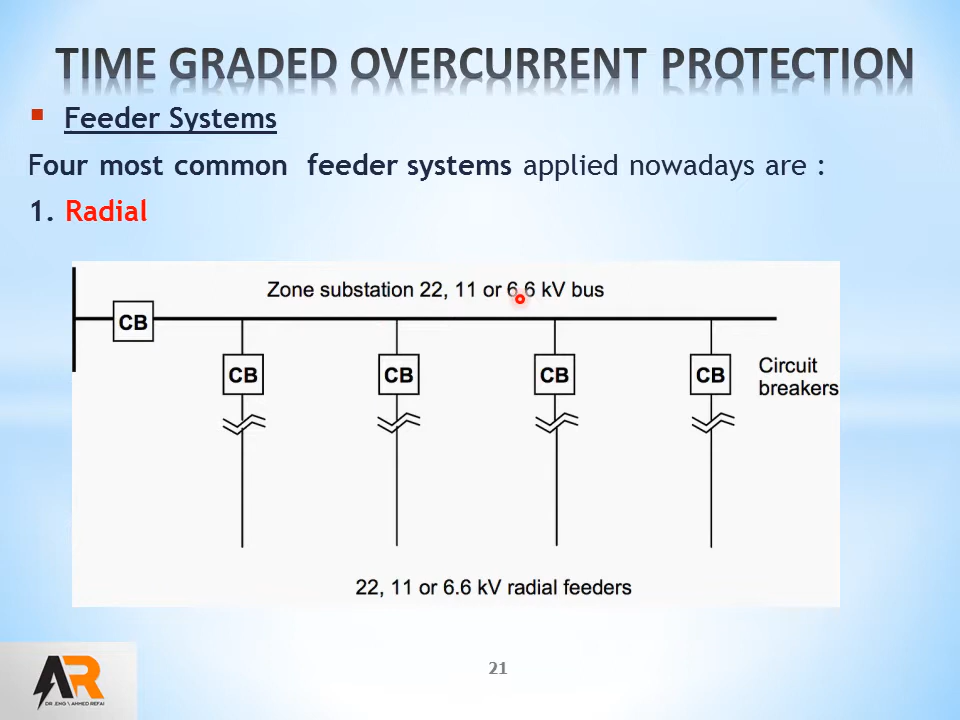 TIME GRADED OVERCURRENT PROTECTION
Feeder Systems
Four most common feeder systems applied nowadays are :
1. Radial
Zone substation 22, 11 or 6.6 kV bus
CB
CB
CB
CB
CB
Circuit
breakers
22, 11 or 6.6 kV radial feeders
AR
DR .ENG \ AHMED REFAI
21